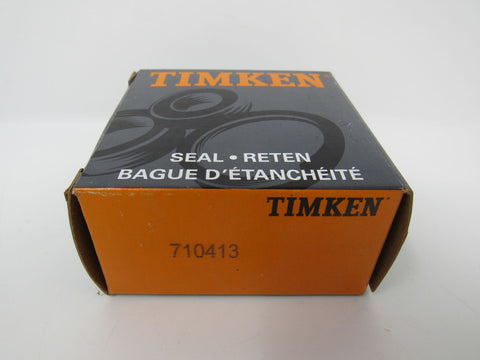 TIMKEN
SEAL • RETEN
BAGUE D'ÉTANCHÉITÉ
TIMKEN
710413